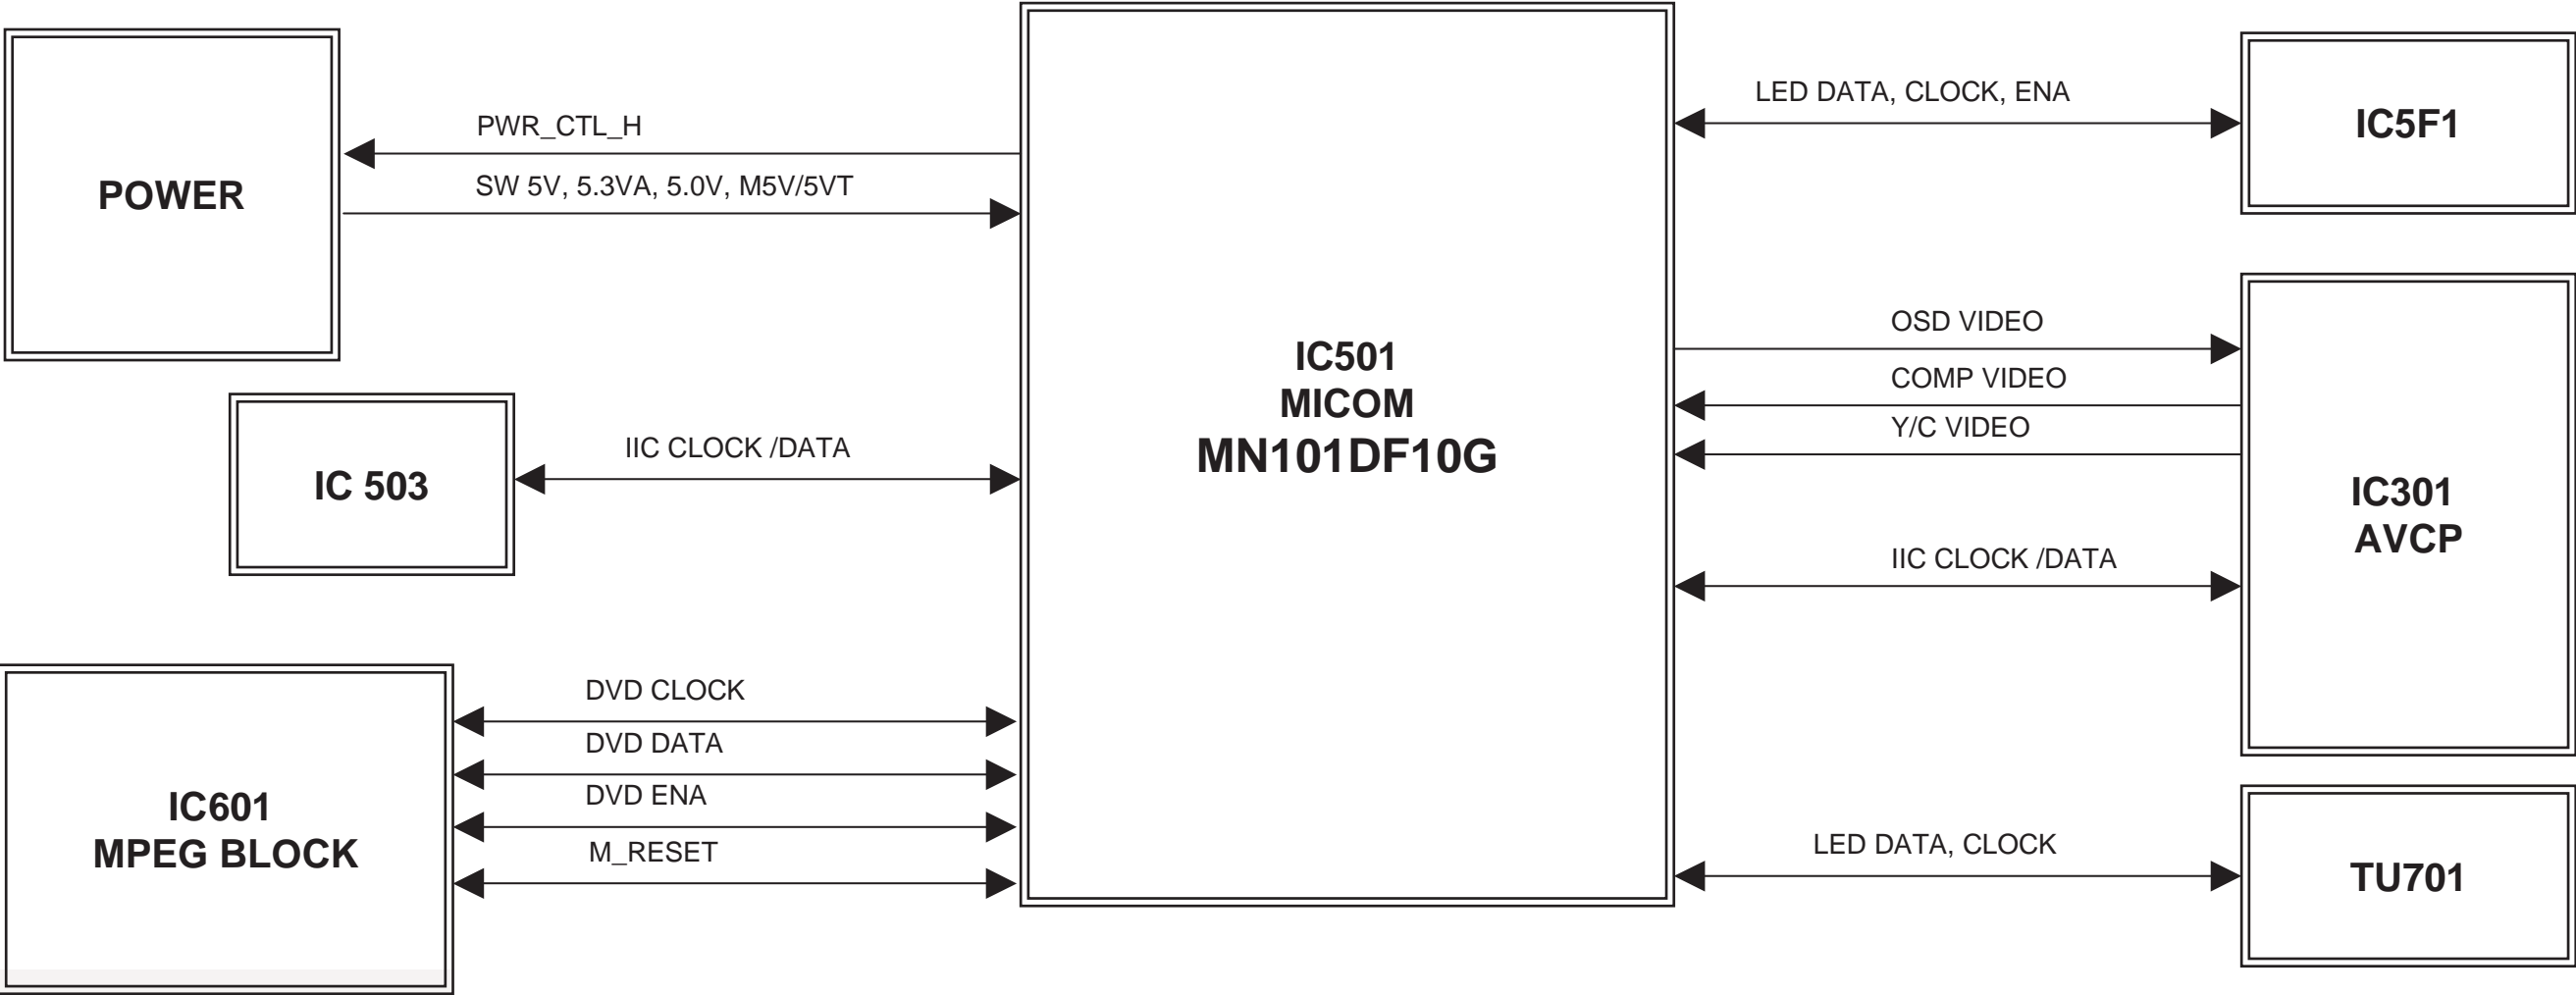 POWER
PWR_CTL_H
SW 5V, 5.3VA, 5.0V, M5V/5VT
IC 503
IIC CLOCK /DATA
IC601
MPEG BLOCK
DVD CLOCK
DVD DATA
DVD ENA
M_RESET
IC501
MICOM
MN101DF10G
LED DATA, CLOCK, ENA
IC5F1
OSD VIDEO
COMP VIDEO
Y/C VIDEO
IIC CLOCK /DATA
IC301
AVCP
LED DATA, CLOCK
TU701